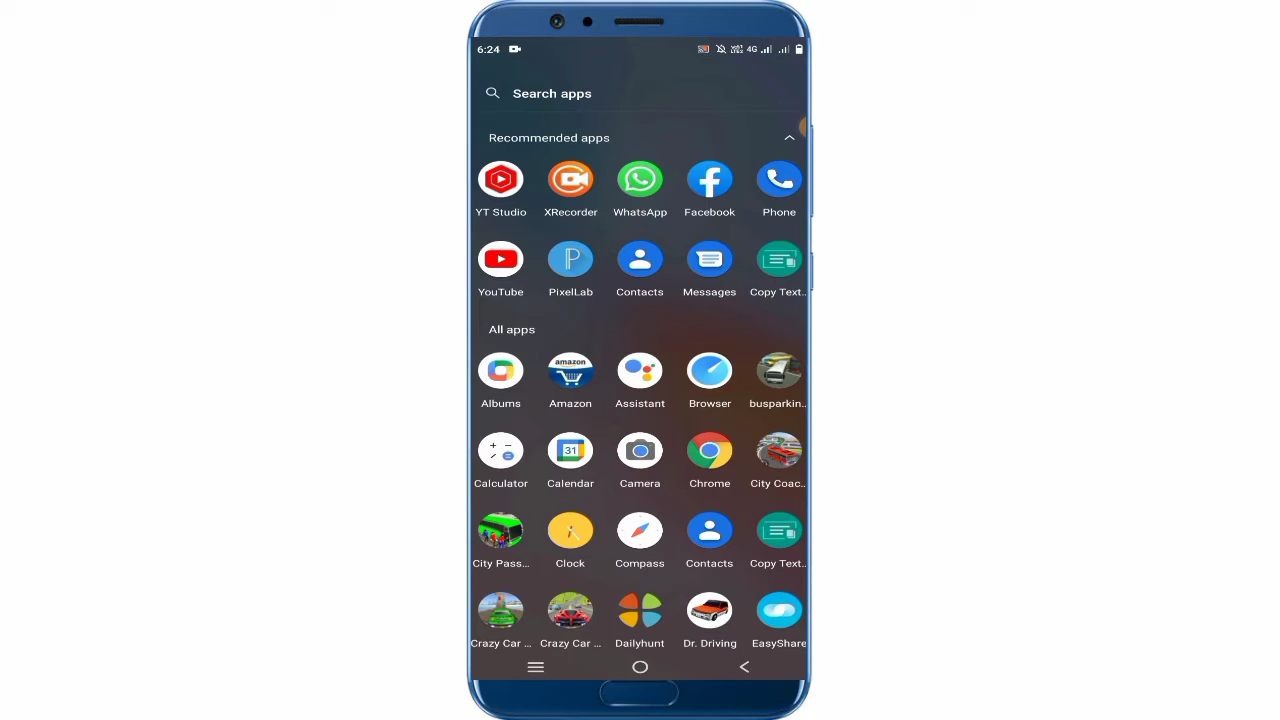 6:24 4G
Search apps
Recommended apps
YT Studio XRecorder WhatsApp Facebook Phone
YouTube PixelLab Contacts Messages Copy Text..
All apps
amazon
Albums Amazon Assistant Browser busparkin..
31
Calculator Calendar Camera Chrome City Coac..
City Pass... Clock Compass Contacts Copy Text..
Crazy Car ... Crazy Car ... Dailyhunt Dr. Driving EasyShare